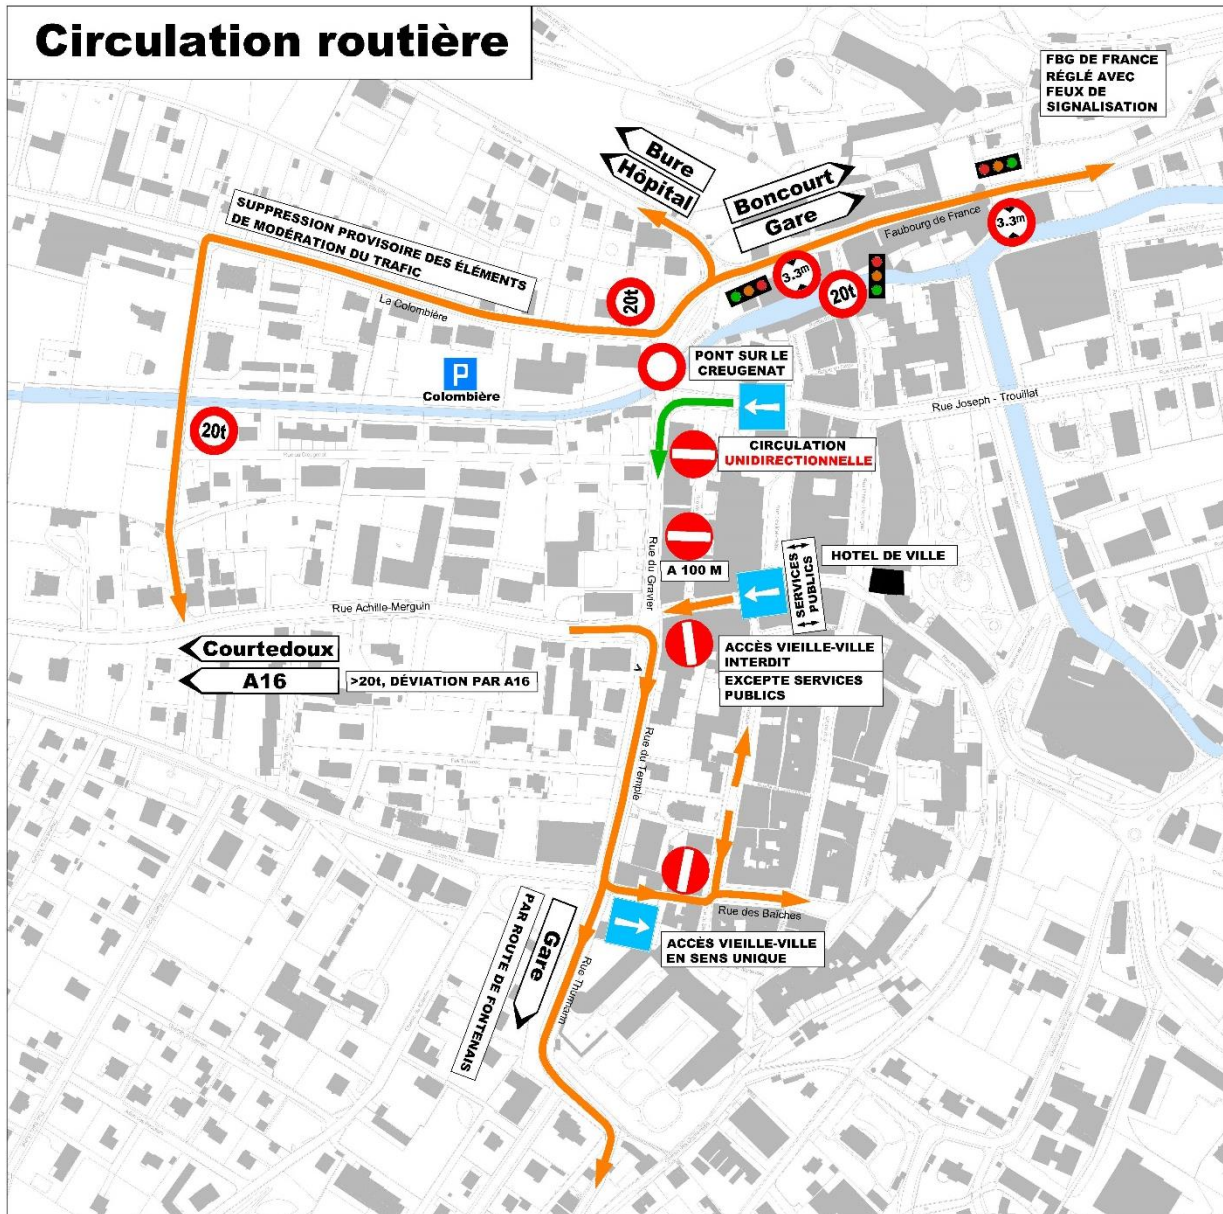 Circulation routière
FBG DE FRANCE
RÉGLÉ AVEC
FEUX DE
SIGNALISATION
Bure
Hôpital
Boncourt
Gare
Faubourg de France
3.3m
3.3m
SUPPRESSION PROVISOIRE DES ÉLÉMENTS
DE MODÉRATION DU TRAFIC
La Colombière
20t
20t
P
Colombière
PONT SUR LE
CREUGENAT
Rue Joseph - Trouillat
20t
CIRCULATION
UNIDIRECTIONNELLE
Rue du Gravier
A 100 M
SERVICES
PUBLICS
HOTEL DE VILLE
Rue Achille-Merguin
Courtedoux
A16
>20t, DÉVIATION PAR A16
ACCÈS VIEILLE-VILLE
INTERDIT
EXCEPTE SERVICES
PUBLICS
Rue du Temple
Rue des Baîches
Gare
PAR ROUTE DE FONTENAIS
Rue Thurmann
ACCÈS VIEILLE-VILLE
EN SENS UNIQUE